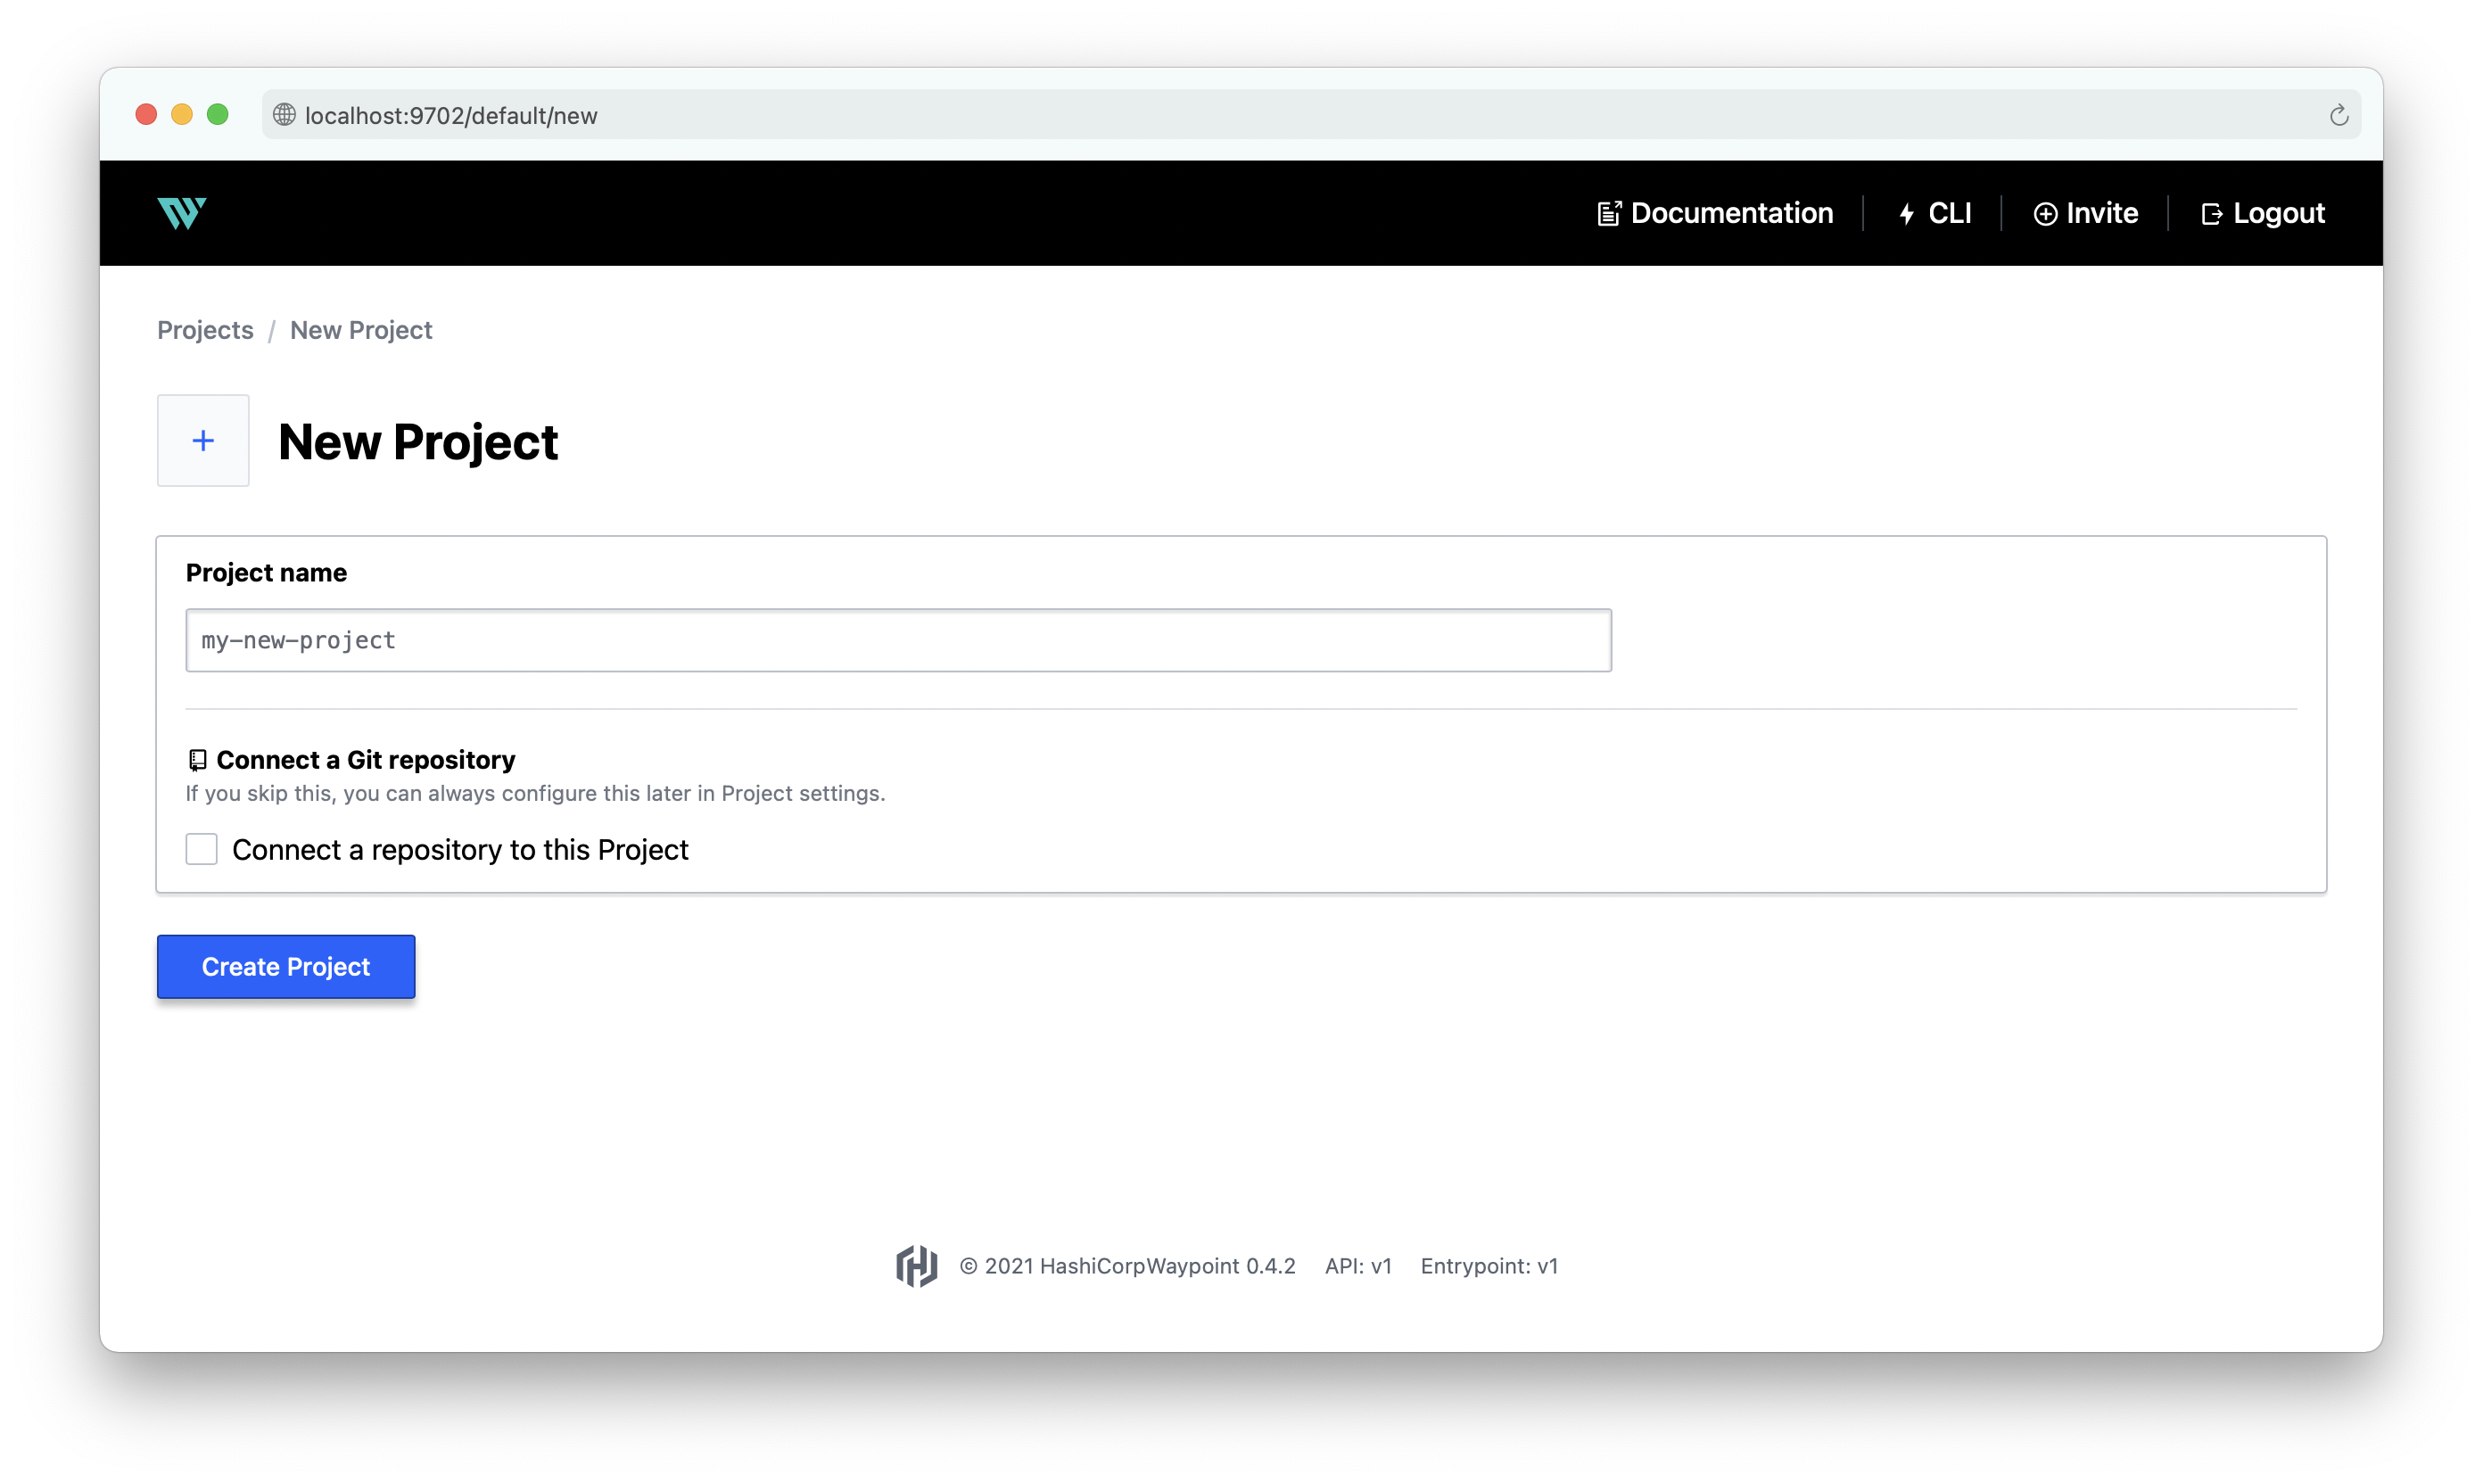 localhost:9702/default/new
Documentation CLI Invite Logout
Projects / New Project
New Project
Project name
my-new-project
Connect a Git repository
If you skip this, you can always configure this later in Project settings.
Connect a repository to this Project
Create Project
© 2021 HashiCorpWaypoint 0.4.2 API: v1 Entrypoint: v1